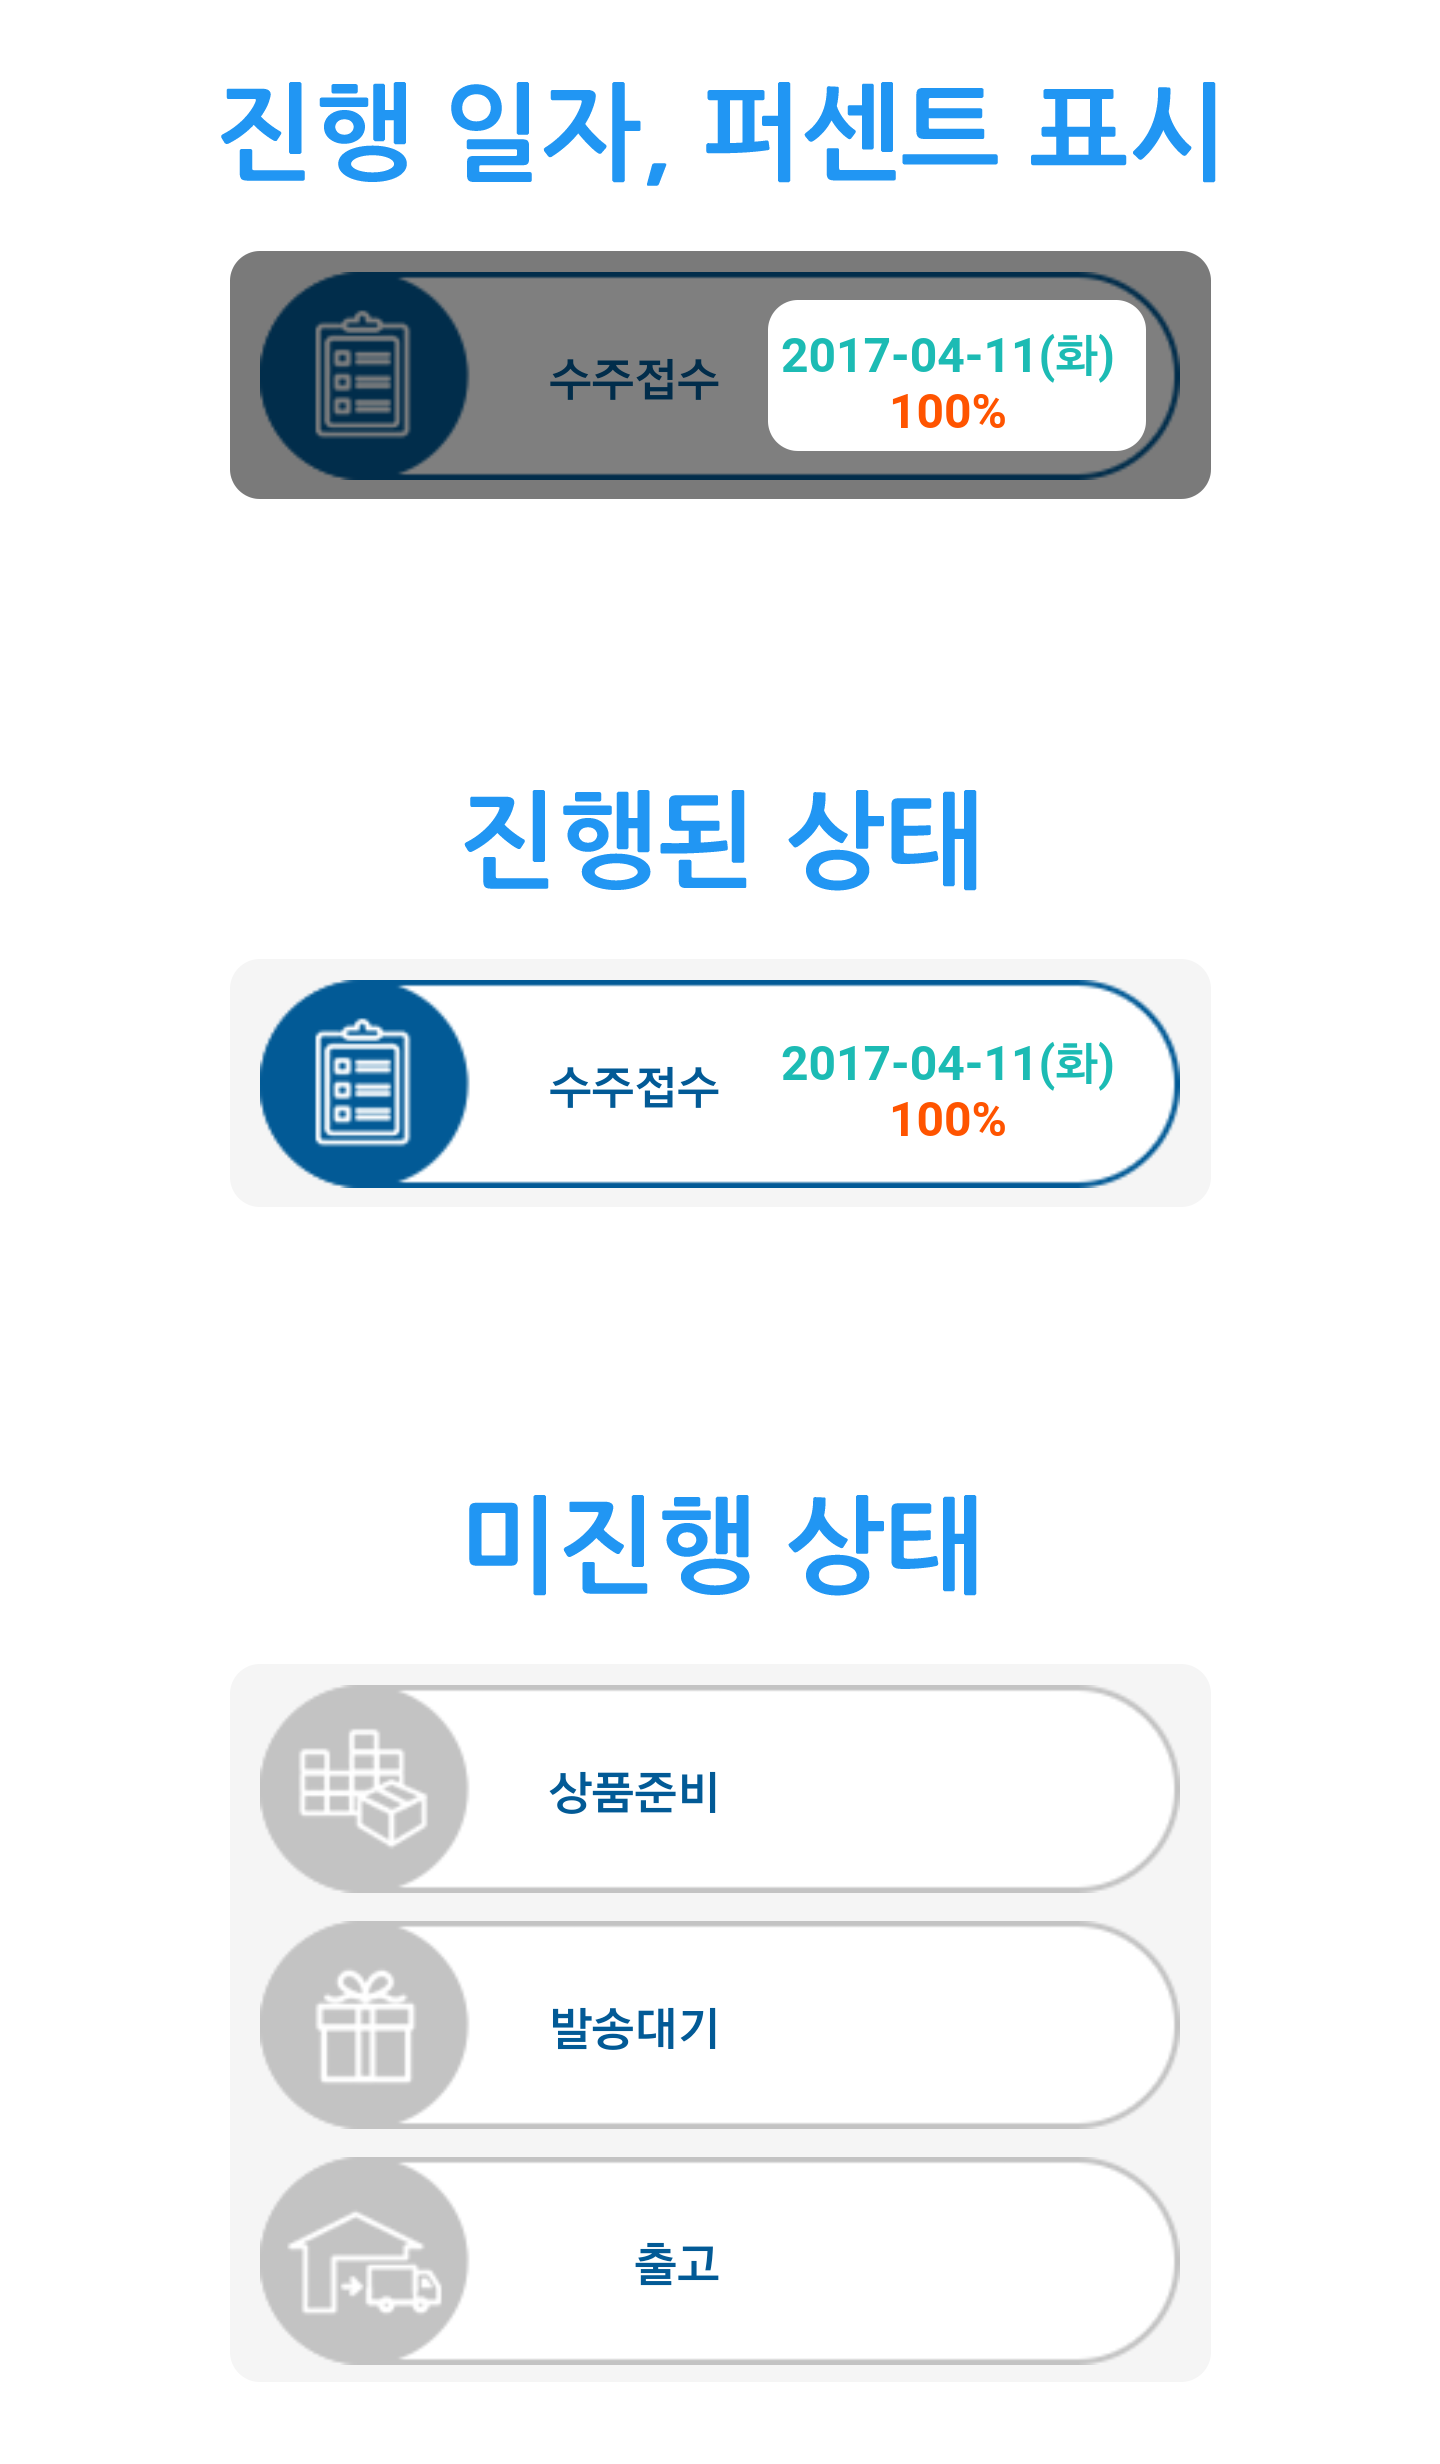 진행 일자, 퍼센트 표시
수주접수
2017-04-11(화)
100%
진행된 상태
수주접수
2017-04-11(화)
100%
미진행 상태
상품준비
발송대기
출고